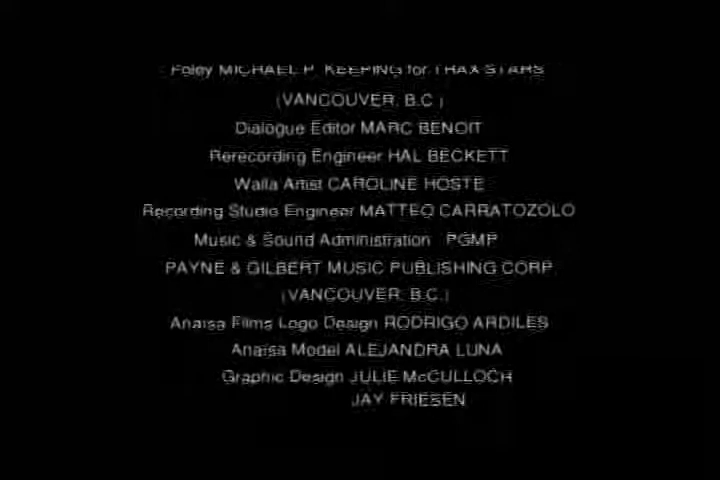 Foley MICHAEL P. KEEPING for TRAX STARS
(VANCOUVER, B.C.)
Dialogue Editor MARC BENOIT
Rerecording Engineer HAL BECKETT
Walla Artist CAROLINE HOSTE
Recording Studio Engineer MATTEO CARRATOZOLO
Music & Sound Administration PGMP
PAYNE & GILBERT MUSIC PUBLISHING CORP.
(VANCOUVER, B.C.)
Anaisa Films Logo Design RODRIGO ARDILES
Anaisa Model ALEJANDRA LUNA
Graphic Design JULIE McCULLOCH
JAY FRIESEN